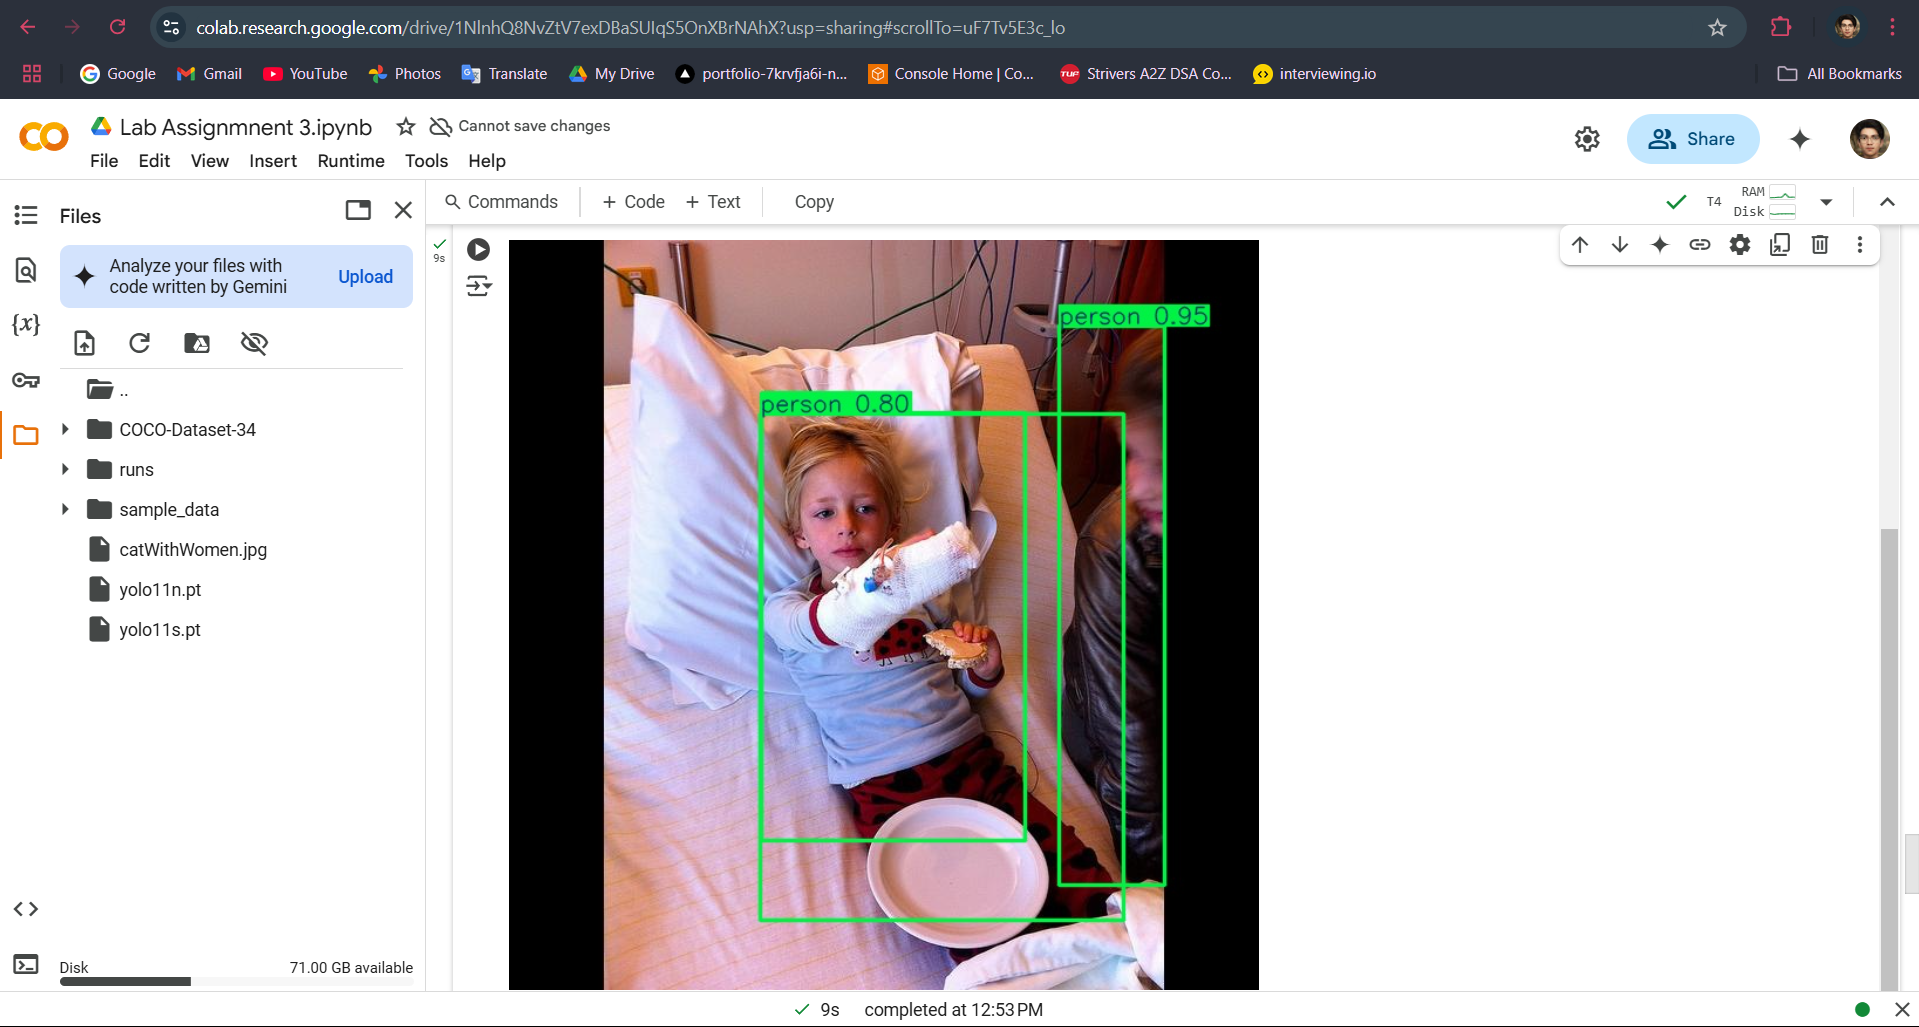 colab.research.google.com/drive/1NlnhQ8NvZtV7exDBaSUIqS5OnXBrNAhX?usp=sharing#scrollTo=uF7Tv5E3c_lo
Google
Gmail
YouTube
Photos
Translate
My Drive
portfolio-7krvfja6i-n...
Console Home | Co...
TUF
Strivers A2Z DSA Co...
interviewing.io
All Bookmarks
Lab Assignmnent 3.ipynb
Cannot save changes
File Edit View Insert Runtime Tools Help
Share
Files
Commands
+ Code + Text
Copy
T4
RAM
Disk
Analyze your files with
code written by Gemini
Upload
{x}
..
COCO-Dataset-34
runs
sample_data
catWithWomen.jpg
yolo11n.pt
yolo11s.pt
Disk
71.00 GB available
9s
person 0.95
person 0.80
9s completed at 12:53 PM